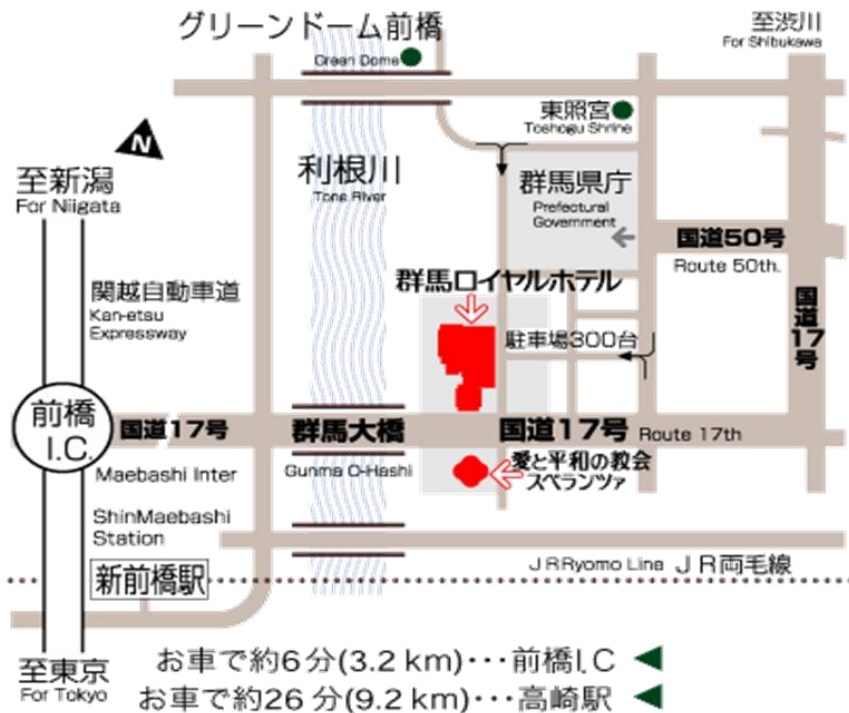 グリーンドーム前橋
Green Dome
至渋川
For Shibukawa
東照宮
Toshogu Shrine
N
利根川
Tone River
至新潟
For Niigata
群馬県庁
Prefectural
Government
国道50号
Route 50th.
関越自動車道
Kan-etsu
Expressway
群馬ロイヤルホテル
国道17号
駐車場300台
前橋
I.C.
国道17号
群馬大橋
国道17号
Route 17th
Maebashi Inter
Gunma O-Hashi
愛と平和の教会
スペランツァ
ShinMaebashi
Station
新前橋駅
JRRyomo Line
JR両毛線
至東京
For Tokyo
お車で約6分(3.2 km)･･･前橋I.C
お車で約26分(9.2 km)･･･高崎駅